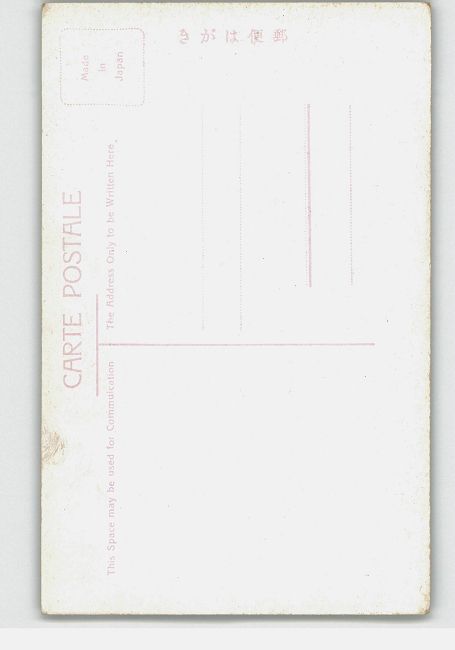 きがは便郵
Made
in
Japan
CARTE POSTALE
The Address Only to be Written Here.
This Space may be used for Commulcation